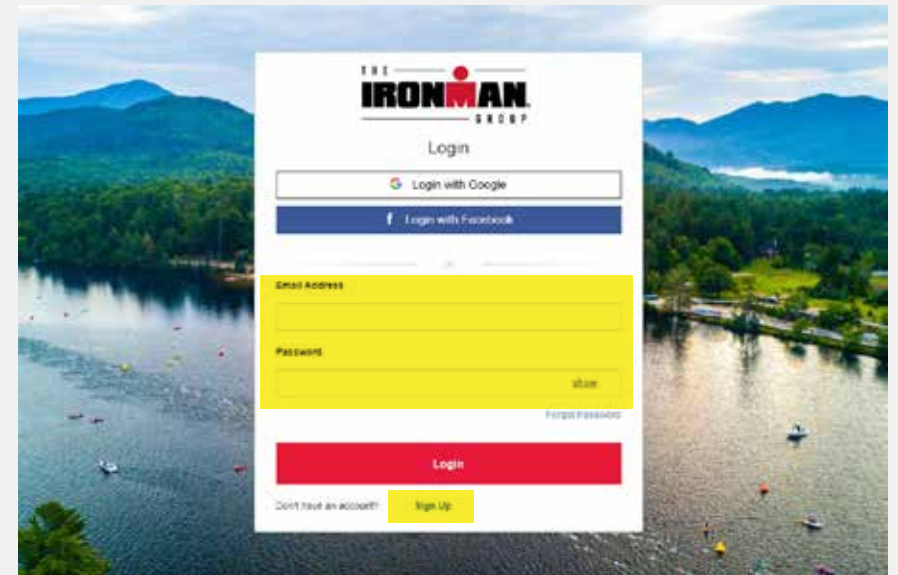 THE
IRONMAN
GROUP
Login
Login with Google
Login with Facebook
Email Address
Password
show
Forgot Password
Login
Don't have an account? Sign Up